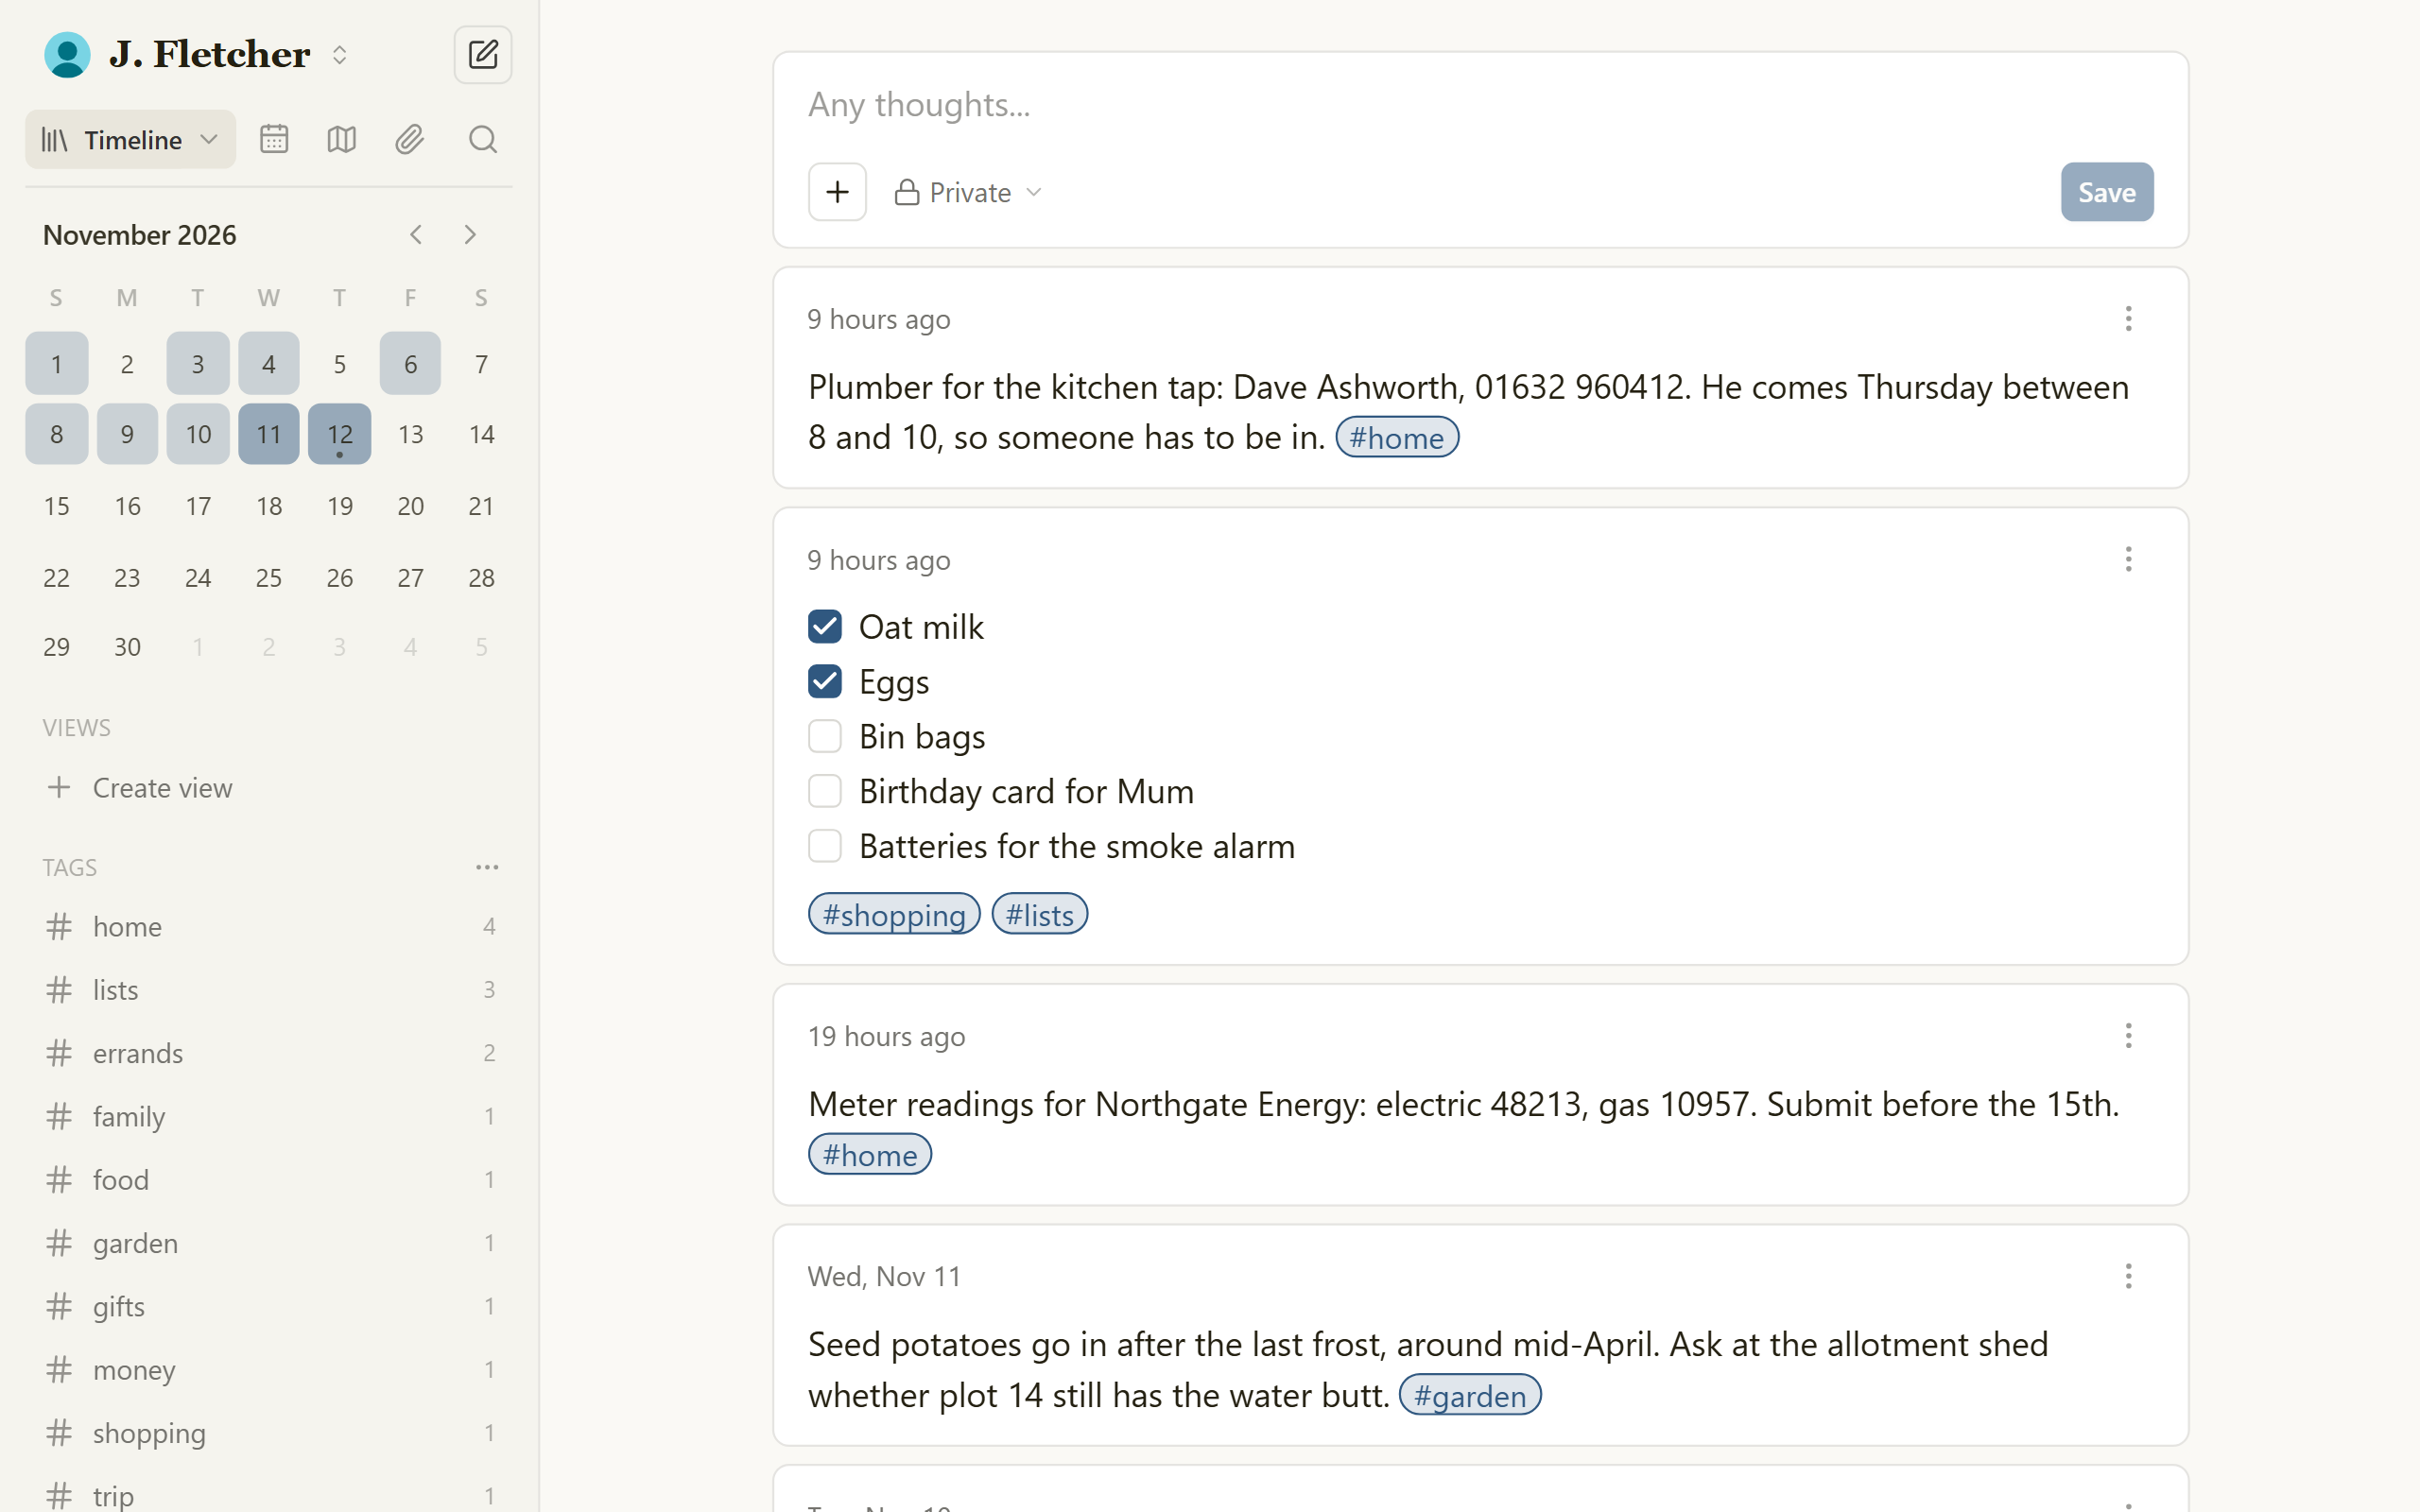 J. Fletcher
Timeline
November 2026
S M T W T F S
1 2 3 4 5 6 7
8 9 10 11 12 13 14
15 16 17 18 19 20 21
22 23 24 25 26 27 28
29 30 1 2 3 4 5
VIEWS
Create view
TAGS
home 4
lists 3
errands 2
family 1
food 1
garden 1
gifts 1
money 1
shopping 1
trip 1
Any thoughts...
Private
Save
9 hours ago
Plumber for the kitchen tap: Dave Ashworth, 01632 960412. He comes Thursday between
8 and 10, so someone has to be in. #home
9 hours ago
Oat milk
Eggs
Bin bags
Birthday card for Mum
Batteries for the smoke alarm
#shopping #lists
19 hours ago
Meter readings for Northgate Energy: electric 48213, gas 10957. Submit before the 15th.
#home
Wed, Nov 11
Seed potatoes go in after the last frost, around mid-April. Ask at the allotment shed
whether plot 14 still has the water butt. #garden